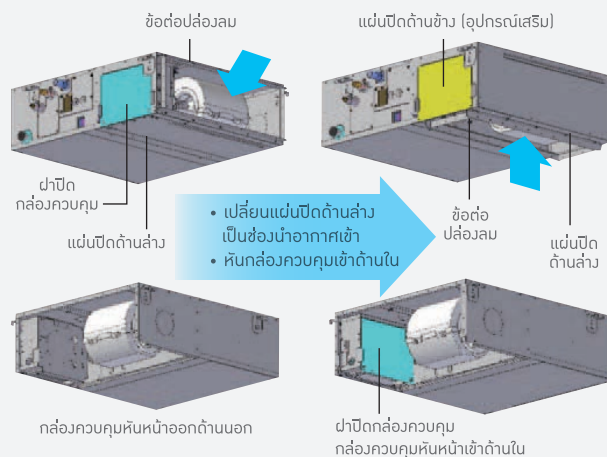 ข้อต่อปล่องลม
แผ่นปิดด้านข้าง (อุปกรณ์เสริม)
ฝาปิด
กล่องควบคุม
แผ่นปิดด้านล่าง
• เปลี่ยนแผ่นปิดด้านล่าง
เป็นช่องนำอากาศเข้า
• หันกล่องควบคุมเข้าด้านใน
ข้อต่อ
ปล่องลม
แผ่นปิด
ด้านล่าง
กล่องควบคุมหันหน้าออกด้านนอก
ฝาปิดกล่องควบคุม
กล่องควบคุมหันหน้าเข้าด้านใน